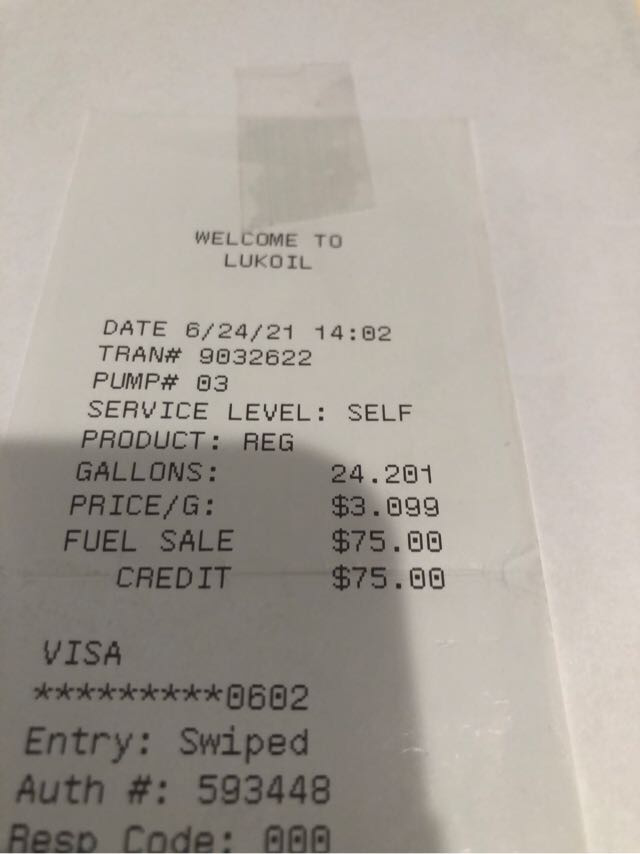 WELCOME TO
LUKOIL
DATE 6/24/21 14:02
TRAN# 9032622
PUMP# 03
SERVICE LEVEL: SELF
PRODUCT: REG
GALLONS: 24.201
PRICE/G: $3.099
FUEL SALE $75.00
CREDIT $75.00
VISA
*********0602
Entry: Swiped
Auth #: 593448
Resp Code: 000